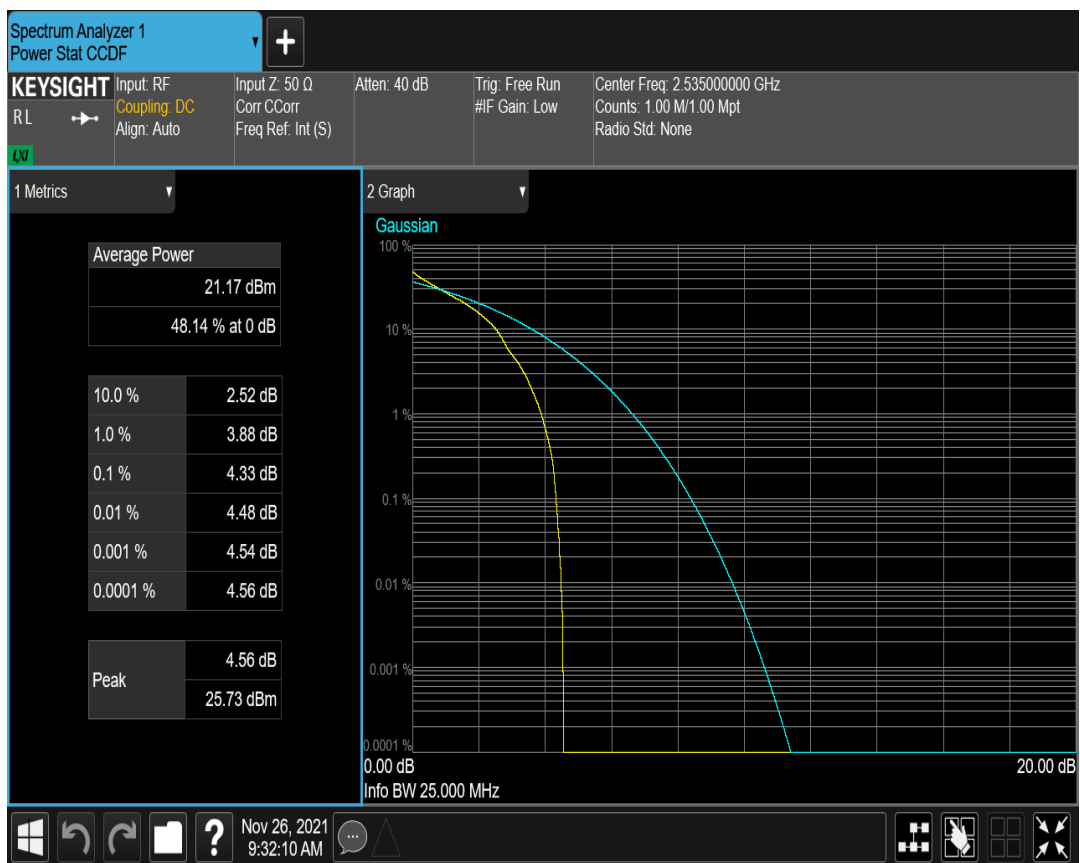 Spectrum Analyzer 1
Power Stat CCDF
KEYSIGHT
RL
LXI
Input: RF
Coupling: DC
Align: Auto
Input Z: 50 Ω
Corr CCorr
Freq Ref: Int (S)
Atten: 40 dB
Trig: Free Run
#IF Gain: Low
Center Freq: 2.535000000 GHz
Counts: 1.00 M/1.00 Mpt
Radio Std: None
1 Metrics
Average Power
21.17 dBm
48.14 % at 0 dB
10.0 % 2.52 dB
1.0 % 3.88 dB
0.1 % 4.33 dB
0.01 % 4.48 dB
0.001 % 4.54 dB
0.0001 % 4.56 dB
Peak
4.56 dB
25.73 dBm
2 Graph
Gaussian
100 %
10 %
1 %
0.1 %
0.01 %
0.001 %
0.0001 %
0.00 dB 20.00 dB
Info BW 25.000 MHz
?
Nov 26, 2021
9:32:10 AM